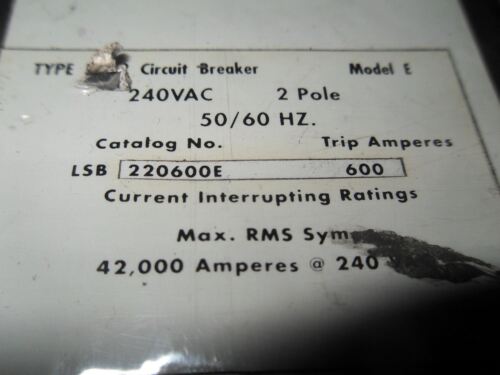 TYPE Circuit Breaker Model E
240VAC 2 Pole
50/60 HZ.
Catalog No. Trip Amperes
LSB 220600E 600
Current Interrupting Ratings
Max. RMS Sym.
42,000 Amperes @ 240